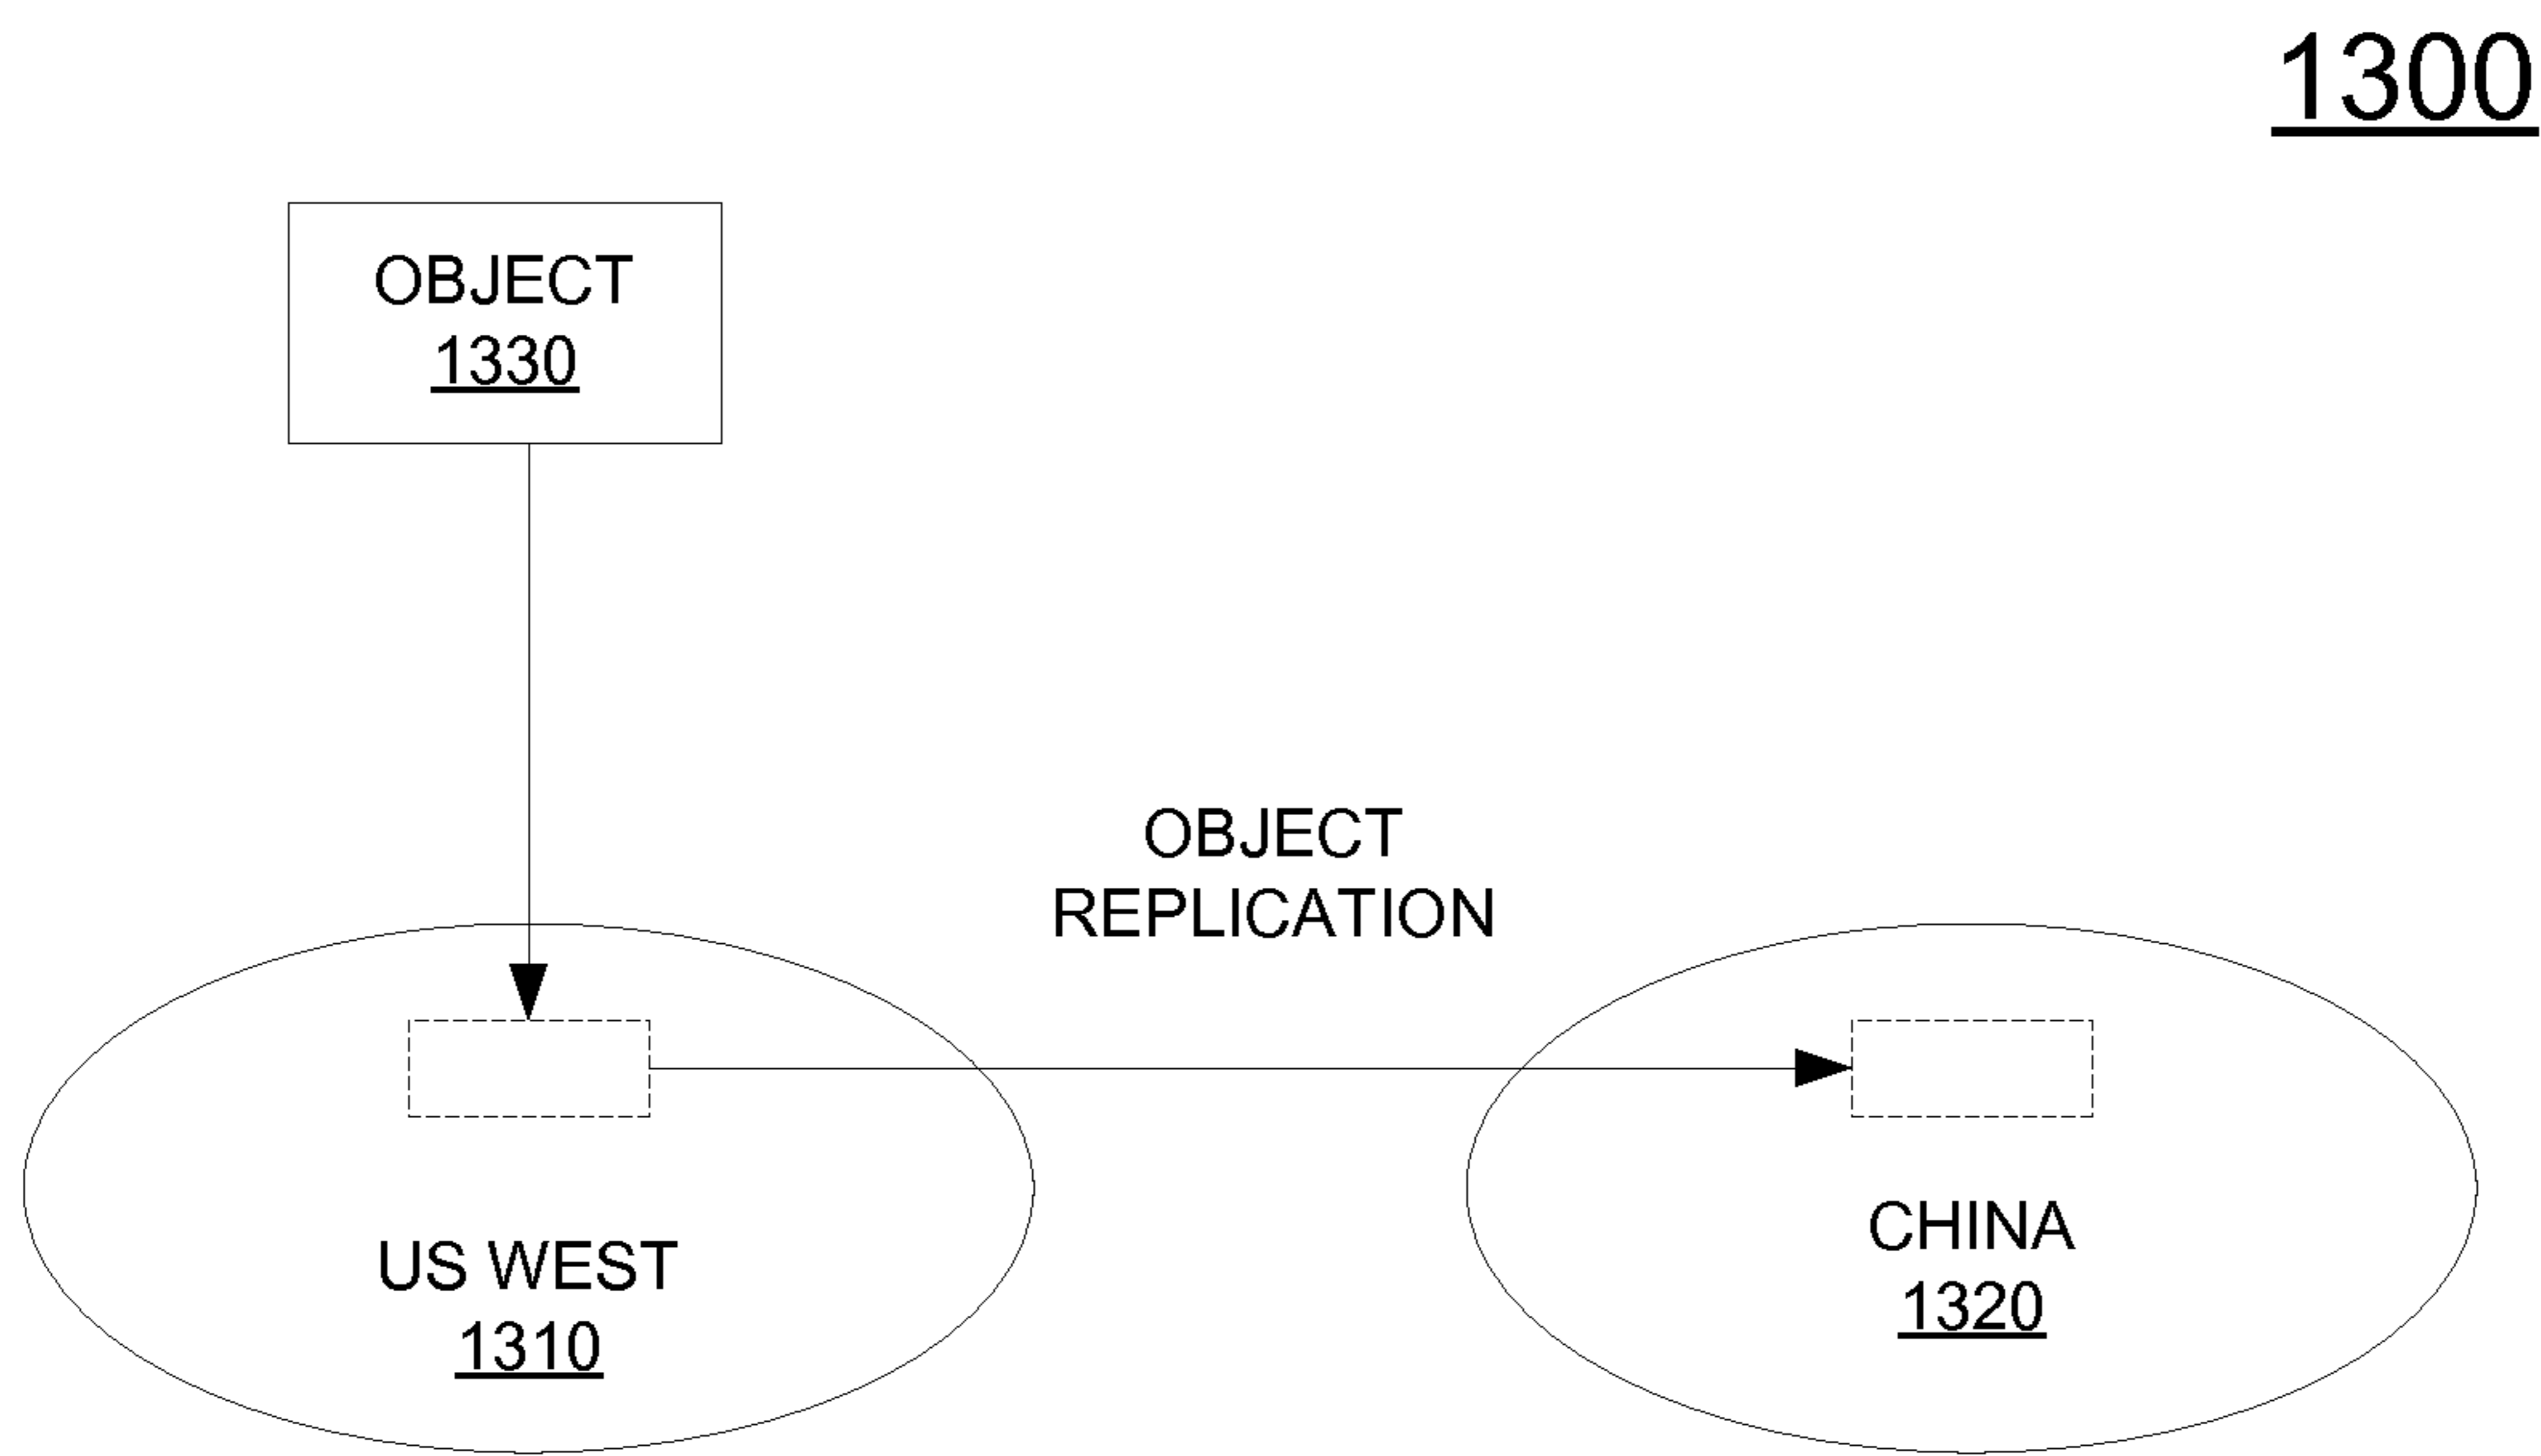 1300
OBJECT
1330
OBJECT
REPLICATION
US WEST
1310
CHINA
1320